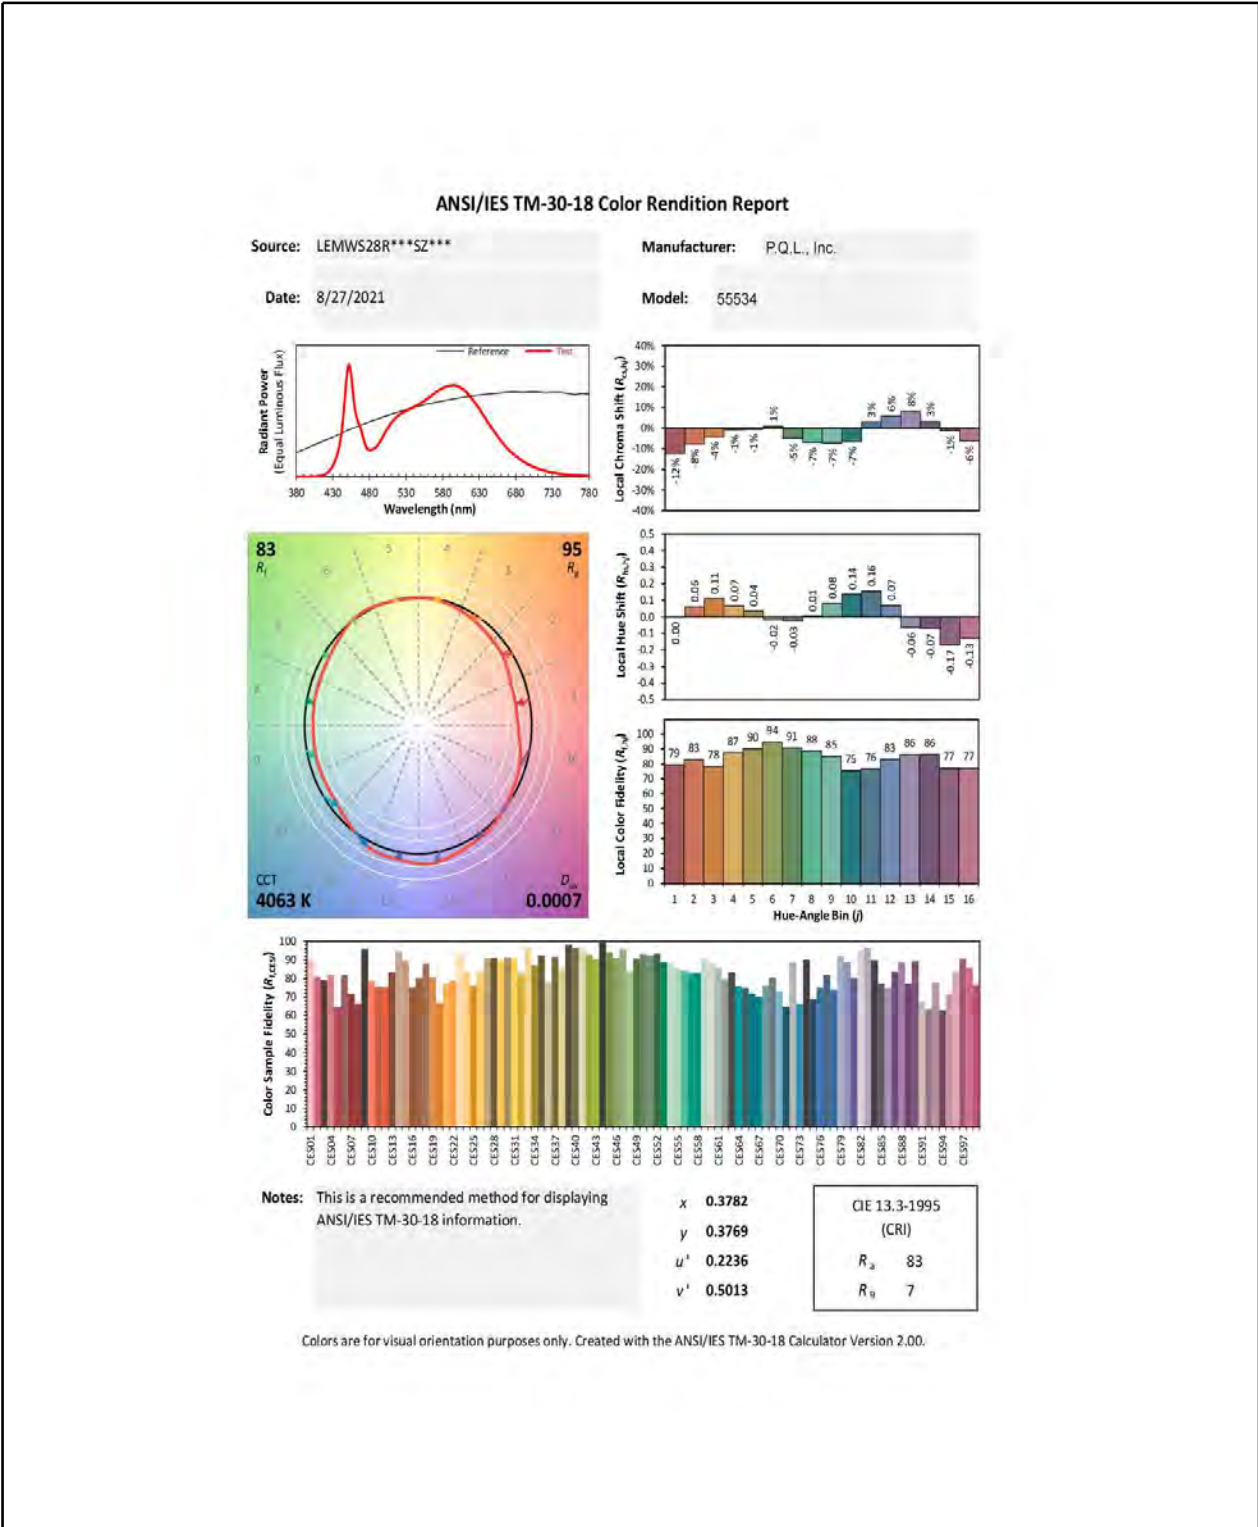 ANSI/IES TM-30-18 Color Rendition Report
Source: LEMWS28R***SZ***
Manufacturer: P.Q.L., Inc.
Date: 8/27/2021
Model: 55534
Radiant Power
(Equal Luminous Flux)
Reference
Test
380 430 480 530 580 630 680 730 780
Wavelength (nm)
Local Chroma Shift (Rcs,hj)
40%
30%
20%
10%
0%
-10%
-20%
-30%
-40%
-12% -8% -4% -1% -1% 1% -5% -7% -7% -7% 3% 6% 8% 3% -1% -6%
83
Rf
95
Rg
CCT
4063 K
Duv
0.0007
Local Hue Shift (Rhs,hj)
0.5
0.4
0.3
0.2
0.1
0.0
-0.1
-0.2
-0.3
-0.4
-0.5
0.00 0.06 0.11 0.07 0.04 -0.02 -0.03 0.01 0.08 0.14 0.16 0.07 -0.06 -0.07 -0.17 -0.13
Local Color Fidelity (Rf,hj)
100
90
80
70
60
50
40
30
20
10
0
79 83 78 87 90 94 91 88 85 75 76 83 86 86 77 77
1 2 3 4 5 6 7 8 9 10 11 12 13 14 15 16
Hue-Angle Bin (j)
Color Sample Fidelity (Rf,CESi)
100
90
80
70
60
50
40
30
20
10
0
CES01 CES04 CES07 CES10 CES13 CES16 CES19 CES22 CES25 CES28 CES31 CES34 CES37 CES40 CES43 CES46 CES49 CES52 CES55 CES58 CES61 CES64 CES67 CES70 CES73 CES76 CES79 CES82 CES85 CES88 CES91 CES94 CES97
Notes: This is a recommended method for displaying
ANSI/IES TM-30-18 information.
x 0.3782
y 0.3769
u' 0.2236
v' 0.5013
CIE 13.3-1995
(CRI)
Ra 83
R9 7
Colors are for visual orientation purposes only. Created with the ANSI/IES TM-30-18 Calculator Version 2.00.